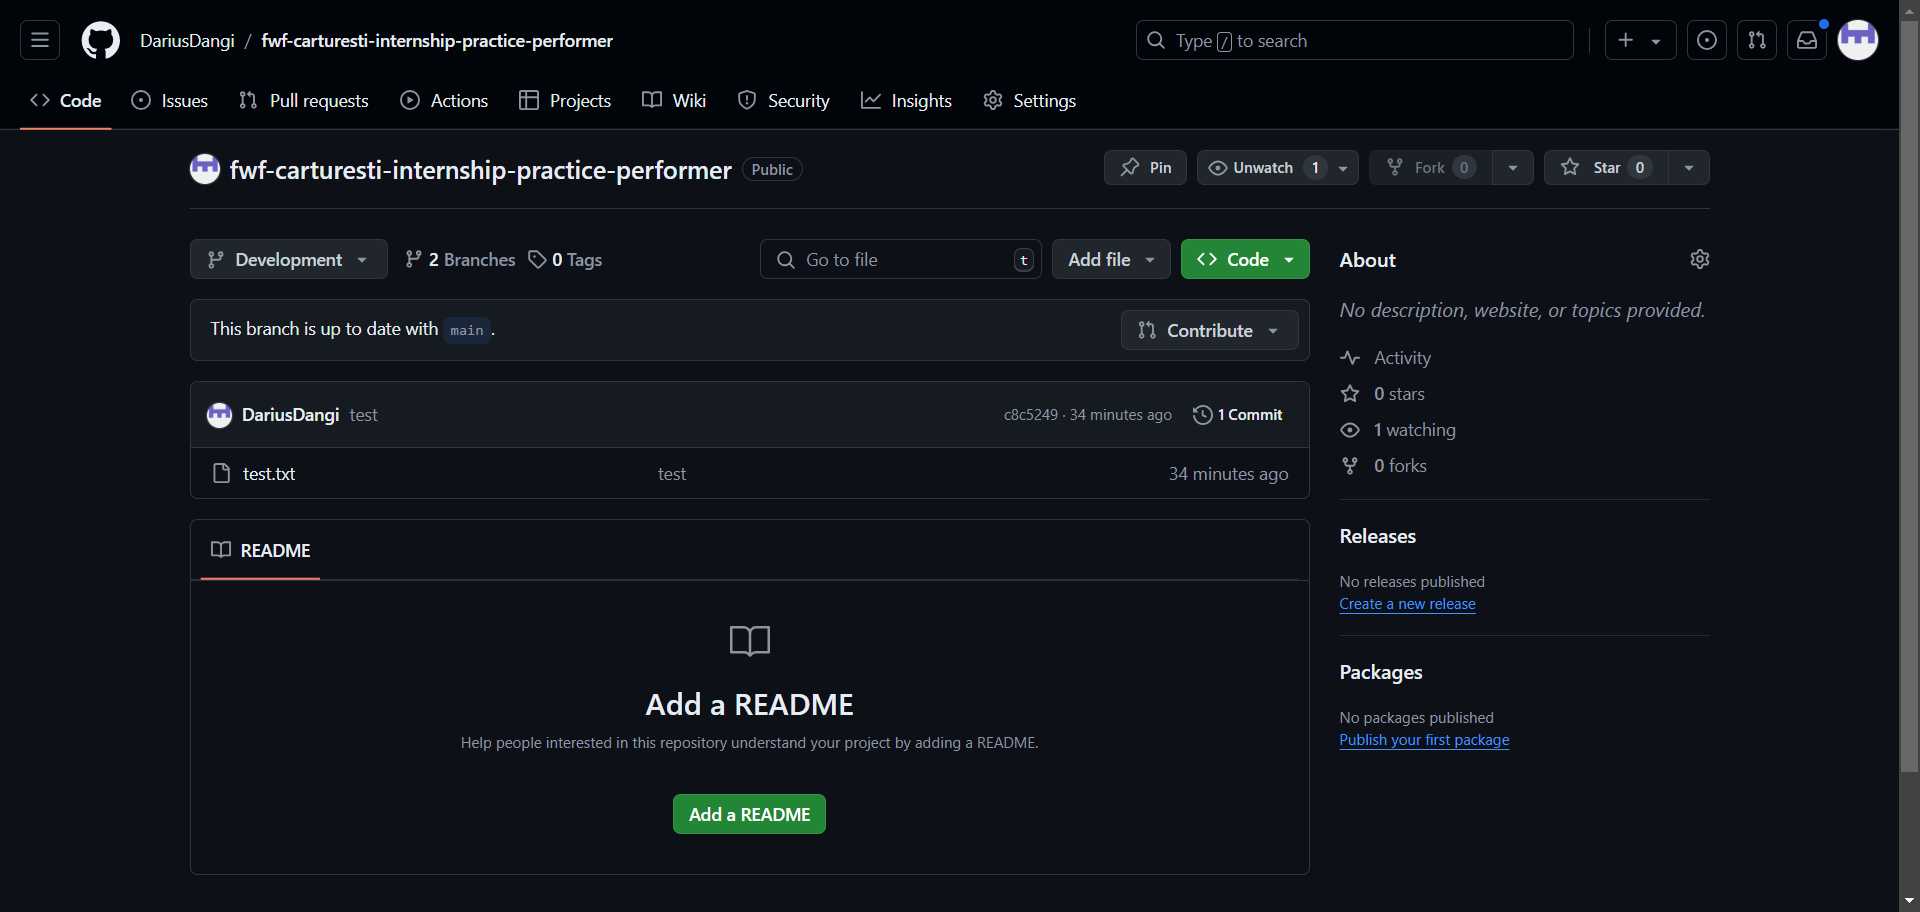 DariusDangi / fwf-carturesti-internship-practice-performer
Type / to search
Code Issues Pull requests Actions Projects Wiki Security Insights Settings
fwf-carturesti-internship-practice-performer Public
Pin Unwatch 1 Fork 0 Star 0
Development 2 Branches 0 Tags
Go to file t Add file Code
This branch is up to date with main .
Contribute
DariusDangi test c8c5249 · 34 minutes ago 1 Commit
test.txt test 34 minutes ago
README
Add a README
Help people interested in this repository understand your project by adding a README.
Add a README
About
No description, website, or topics provided.
Activity
0 stars
1 watching
0 forks
Releases
No releases published
Create a new release
Packages
No packages published
Publish your first package